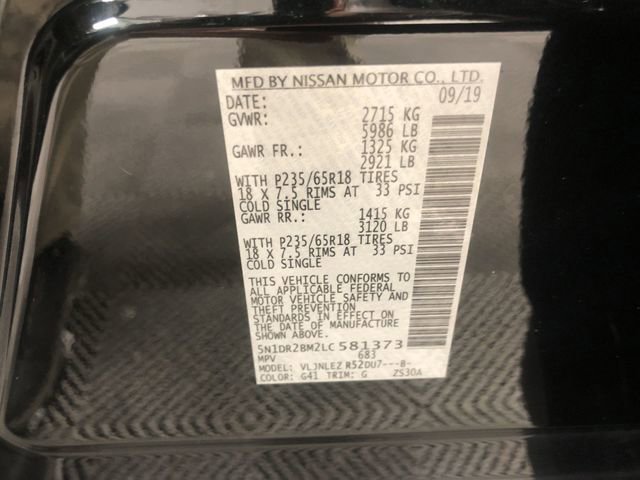 MFD BY NISSAN MOTOR CO., LTD.
DATE: 09/19
GVWR: 2715 KG
5986 LB
GAWR FR.: 1325 KG
2921 LB
WITH P235/65R18 TIRES
18 X 7.5 RIMS AT 33 PSI
COLD SINGLE
GAWR RR.: 1415 KG
3120 LB
WITH P235/65R18 TIRES
18 X 7.5 RIMS AT 33 PSI
COLD SINGLE
THIS VEHICLE CONFORMS TO
ALL APPLICABLE FEDERAL
MOTOR VEHICLE SAFETY AND
THEFT PREVENTION
STANDARDS IN EFFECT ON
THE DATE OF MANUFACTURE
SHOWN ABOVE.
5N1DR2BM2LC581373
MPV 683
MODEL: VLJNLEZ R52DU7---B-
COLOR: G41 TRIM: G ZS30A